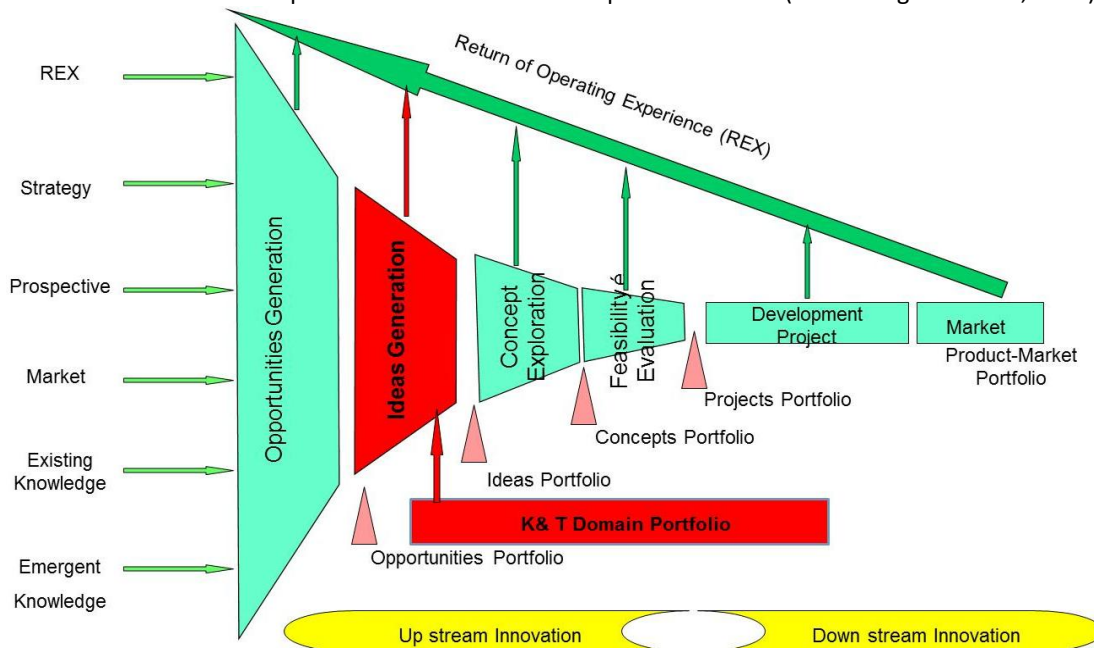 Return of Operating Experience (REX)
REX
Strategy
Prospective
Market
Existing
Knowledge
Emergent
Knowledge
Opportunities Generation
Ideas Generation
Concept
Exploration
Feasibility é
Evaluation
Development
Project
Market
Product-Market
Portfolio
Projects Portfolio
Concepts Portfolio
Ideas Portfolio
K& T Domain Portfolio
Opportunities Portfolio
Up stream Innovation
Down stream Innovation